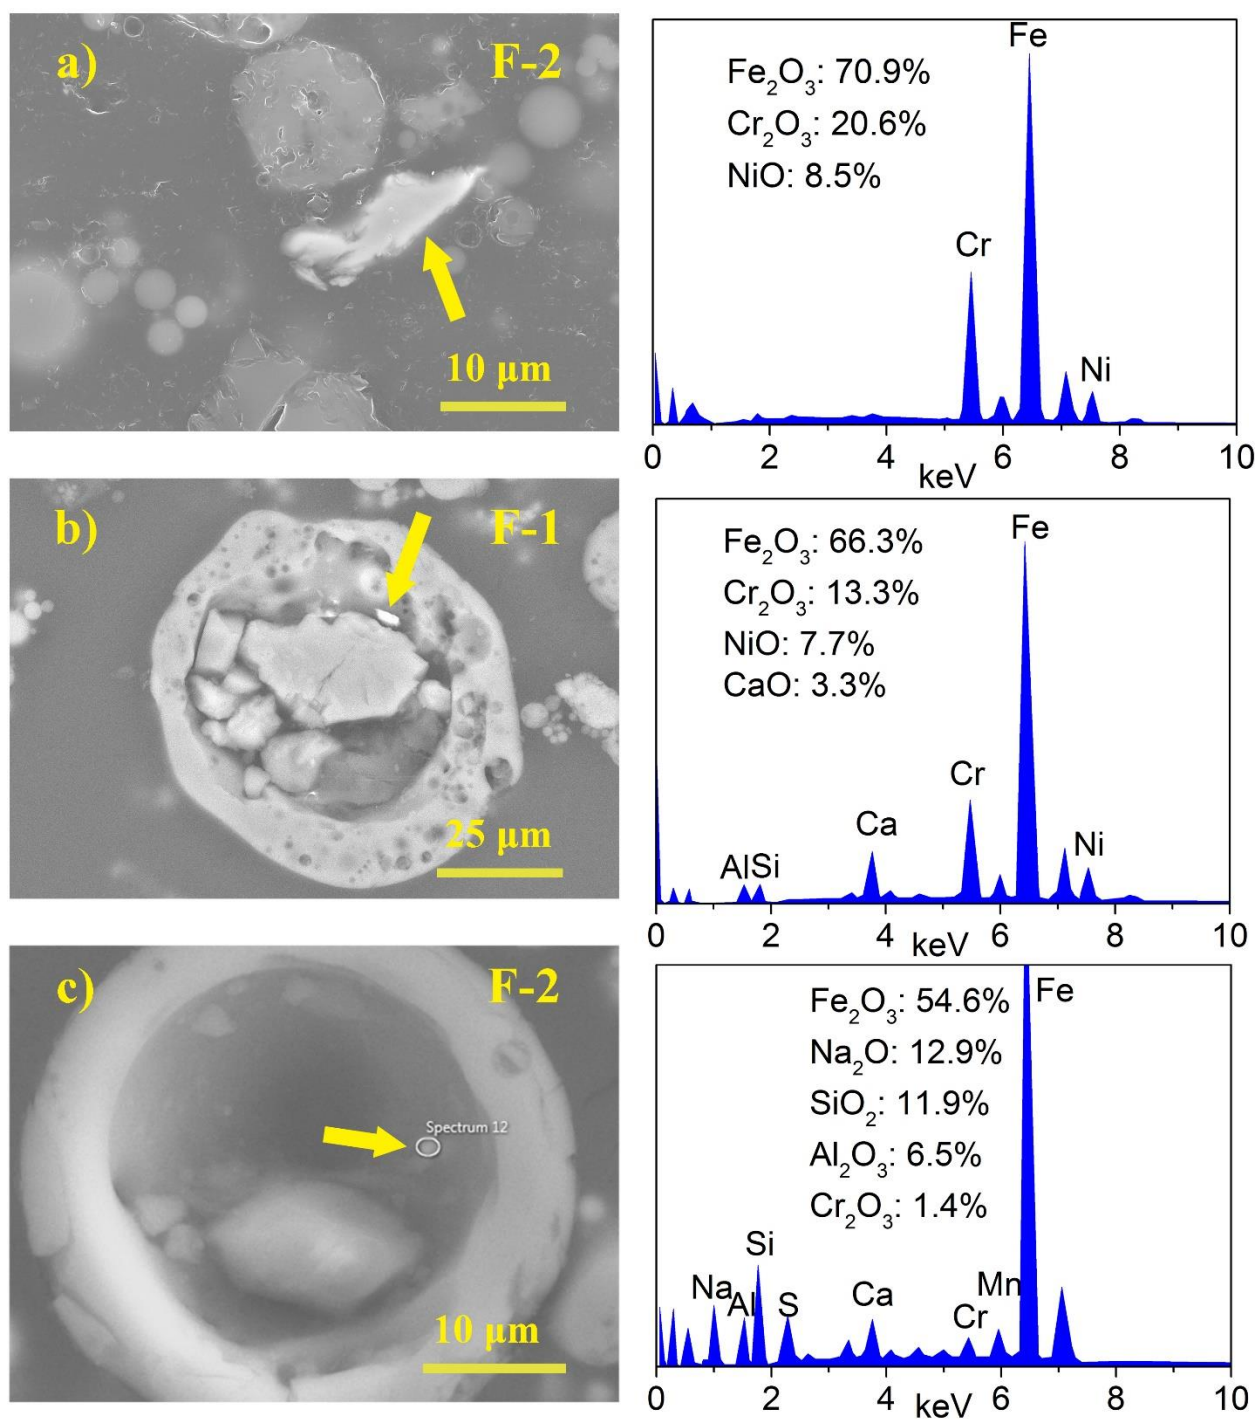 a)
F-2
10 µm
Fe₂O₃: 70.9%
Cr₂O₃: 20.6%
NiO: 8.5%
Fe
Cr
Ni
0 2 4 6 8 10
keV
b)
F-1
25 µm
Fe₂O₃: 66.3%
Cr₂O₃: 13.3%
NiO: 7.7%
CaO: 3.3%
Fe
Cr
Ca
Ni
Al Si
0 2 4 6 8 10
keV
c)
F-2
Spectrum 12
10 µm
Fe₂O₃: 54.6%
Na₂O: 12.9%
SiO₂: 11.9%
Al₂O₃: 6.5%
Cr₂O₃: 1.4%
Fe
Si
Na
Al
S
Ca
Cr
Mn
0 2 4 6 8 10
keV